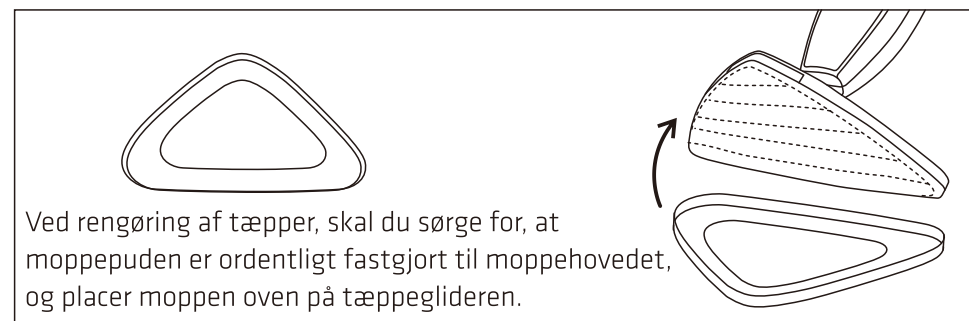 Ved rengøring af tæpper, skal du sørge for, at
moppepuden er ordentligt fastgjort til moppehovedet,
og placer moppen oven på tæppeglideren.